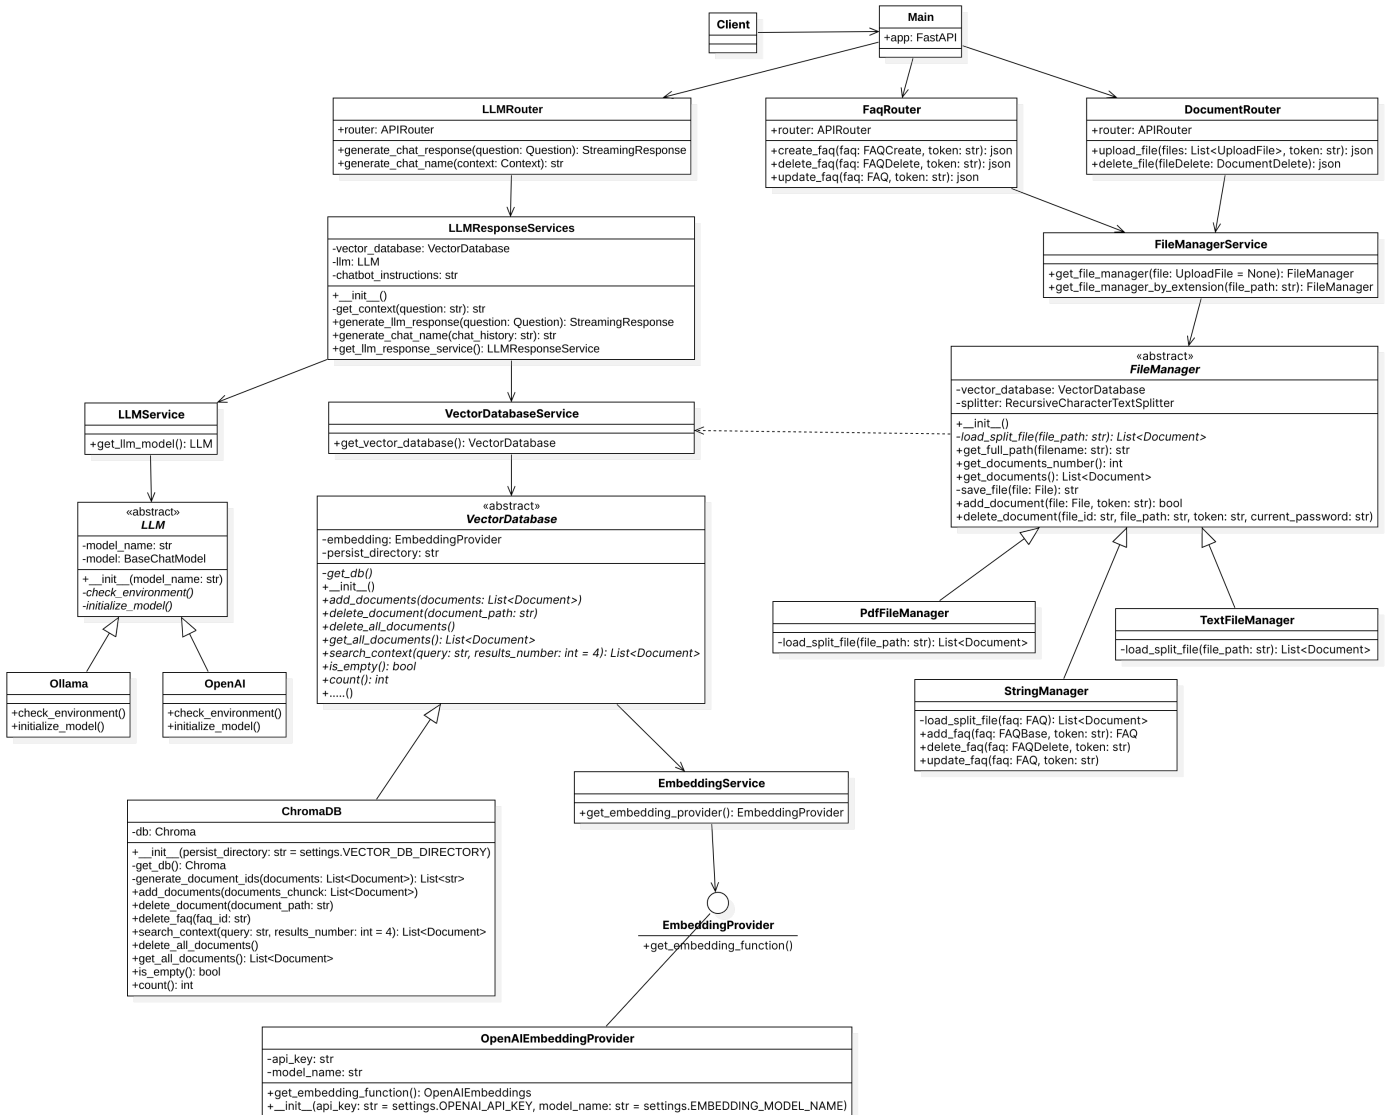 Client
Main
+app: FastAPI
LLMRouter
+router: APIRouter
+generate_chat_response(question: Question): StreamingResponse
+generate_chat_name(context: Context): str
FaqRouter
+router: APIRouter
+create_faq(faq: FAQCreate, token: str): json
+delete_faq(faq: FAQDelete, token: str): json
+update_faq(faq: FAQ, token: str): json
DocumentRouter
+router: APIRouter
+upload_file(files: List<UploadFile>, token: str): json
+delete_file(fileDelete: DocumentDelete): json
LLMResponseServices
-vector_database: VectorDatabase
-llm: LLM
-chatbot_instructions: str
+__init__()
-get_context(question: str): str
+generate_llm_response(question: Question): StreamingResponse
+generate_chat_name(chat_history: str): str
+get_llm_response_service(): LLMResponseService
FileManagerService
+get_file_manager(file: UploadFile = None): FileManager
+get_file_manager_by_extension(file_path: str): FileManager
«abstract»
FileManager
-vector_database: VectorDatabase
-splitter: RecursiveCharacterTextSplitter
+__init__()
-load_split_file(file_path: str): List<Document>
+get_full_path(filename: str): str
+get_documents_number(): int
+get_documents(): List<Document>
-save_file(file: File): str
+add_document(file: File, token: str): bool
+delete_document(file_id: str, file_path: str, token: str, current_password: str)
LLMService
+get_llm_model(): LLM
VectorDatabaseService
+get_vector_database(): VectorDatabase
«abstract»
LLM
-model_name: str
-model: BaseChatModel
+__init__(model_name: str)
-check_environment()
-initialize_model()
«abstract»
VectorDatabase
-embedding: EmbeddingProvider
-persist_directory: str
-get_db()
+__init__()
+add_documents(documents: List<Document>)
+delete_document(document_path: str)
+delete_all_documents()
+get_all_documents(): List<Document>
+search_context(query: str, results_number: int = 4): List<Document>
+is_empty(): bool
+count(): int
+.....()
PdfFileManager
-load_split_file(file_path: str): List<Document>
TextFileManager
-load_split_file(file_path: str): List<Document>
StringManager
-load_split_file(faq: FAQ): List<Document>
+add_faq(faq: FAQBase, token: str): FAQ
+delete_faq(faq: FAQDelete, token: str)
+update_faq(faq: FAQ, token: str)
Ollama
+check_environment()
+initialize_model()
OpenAI
+check_environment()
+initialize_model()
EmbeddingService
+get_embedding_provider(): EmbeddingProvider
ChromaDB
-db: Chroma
+__init__(persist_directory: str = settings.VECTOR_DB_DIRECTORY)
-get_db(): Chroma
-generate_document_ids(documents: List<Document>): List<str>
+add_documents(documents_chunck: List<Document>)
+delete_document(document_path: str)
+delete_faq(faq_id: str)
+search_context(query: str, results_number: int = 4): List<Document>
+delete_all_documents()
+get_all_documents(): List<Document>
+is_empty(): bool
+count(): int
EmbeddingProvider
+get_embedding_function()
OpenAIEmbeddingProvider
-api_key: str
-model_name: str
+get_embedding_function(): OpenAIEmbeddings
+__init__(api_key: str = settings.OPENAI_API_KEY, model_name: str = settings.EMBEDDING_MODEL_NAME)